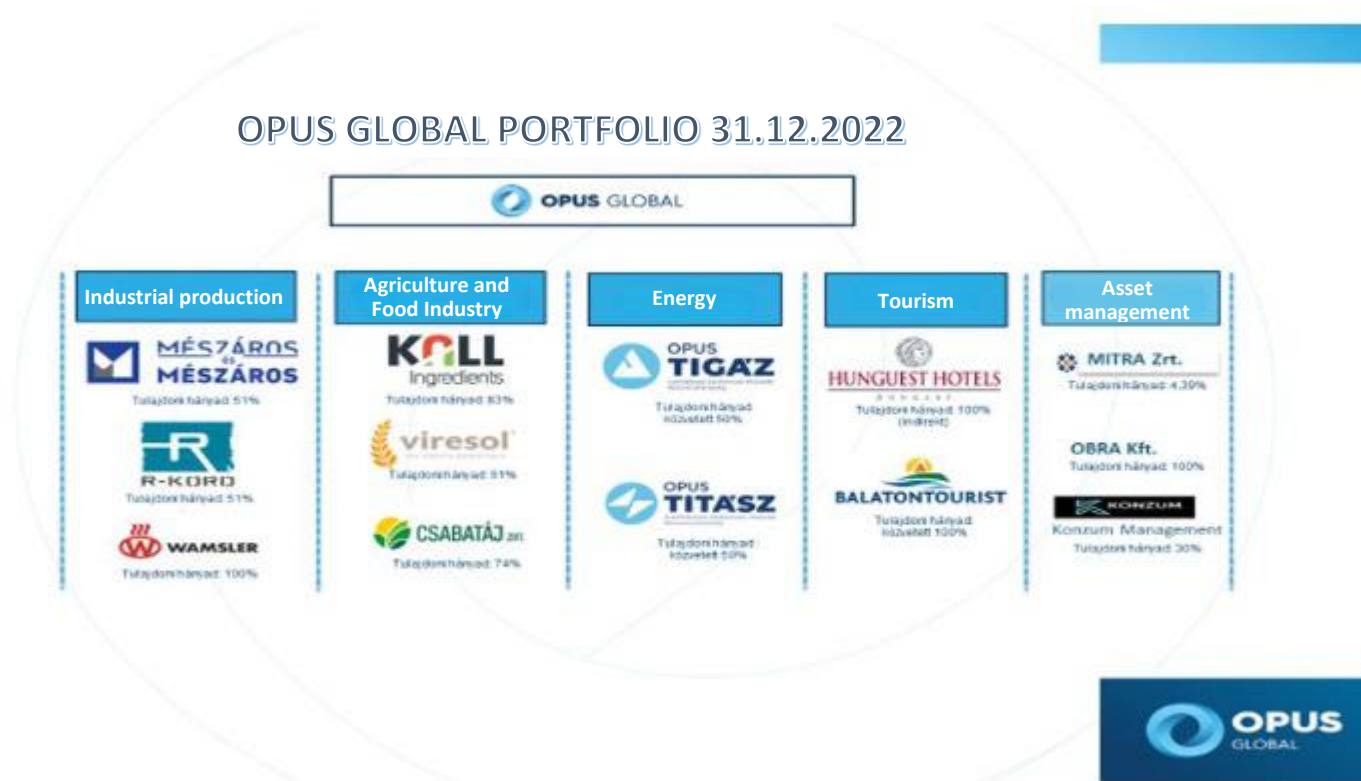 OPUS GLOBAL PORTFOLIO 31.12.2022
OPUS GLOBAL
Industrial production
MÉSZÁROS
és
MÉSZÁROS
Tulajdoni hányad: 51%
R-KORD
Tulajdoni hányad: 51%
WAMSLER
Tulajdoni hányad: 100%
Agriculture and
Food Industry
KALL
Ingredients
Tulajdoni hányad: 83%
viresol
Tulajdoni hányad: 51%
CSABATÁJ zrt.
Tulajdoni hányad: 74%
Energy
OPUS
TIGÁZ
Tulajdoni hányad
közvetett 50%
OPUS
TITÁSZ
Tulajdoni hányad
közvetett 50%
Tourism
HUNGUEST HOTELS
HUNGARY
Tulajdoni hányad: 100%
(indirekt)
BALATONTOURIST
Tulajdoni hányad:
közvetett 100%
Asset
management
MITRA Zrt.
Tulajdoni hányad: 4,39%
OBRA Kft.
Tulajdoni hányad: 100%
KONZUM
Konzum Management
Tulajdoni hányad: 30%
OPUS
GLOBAL